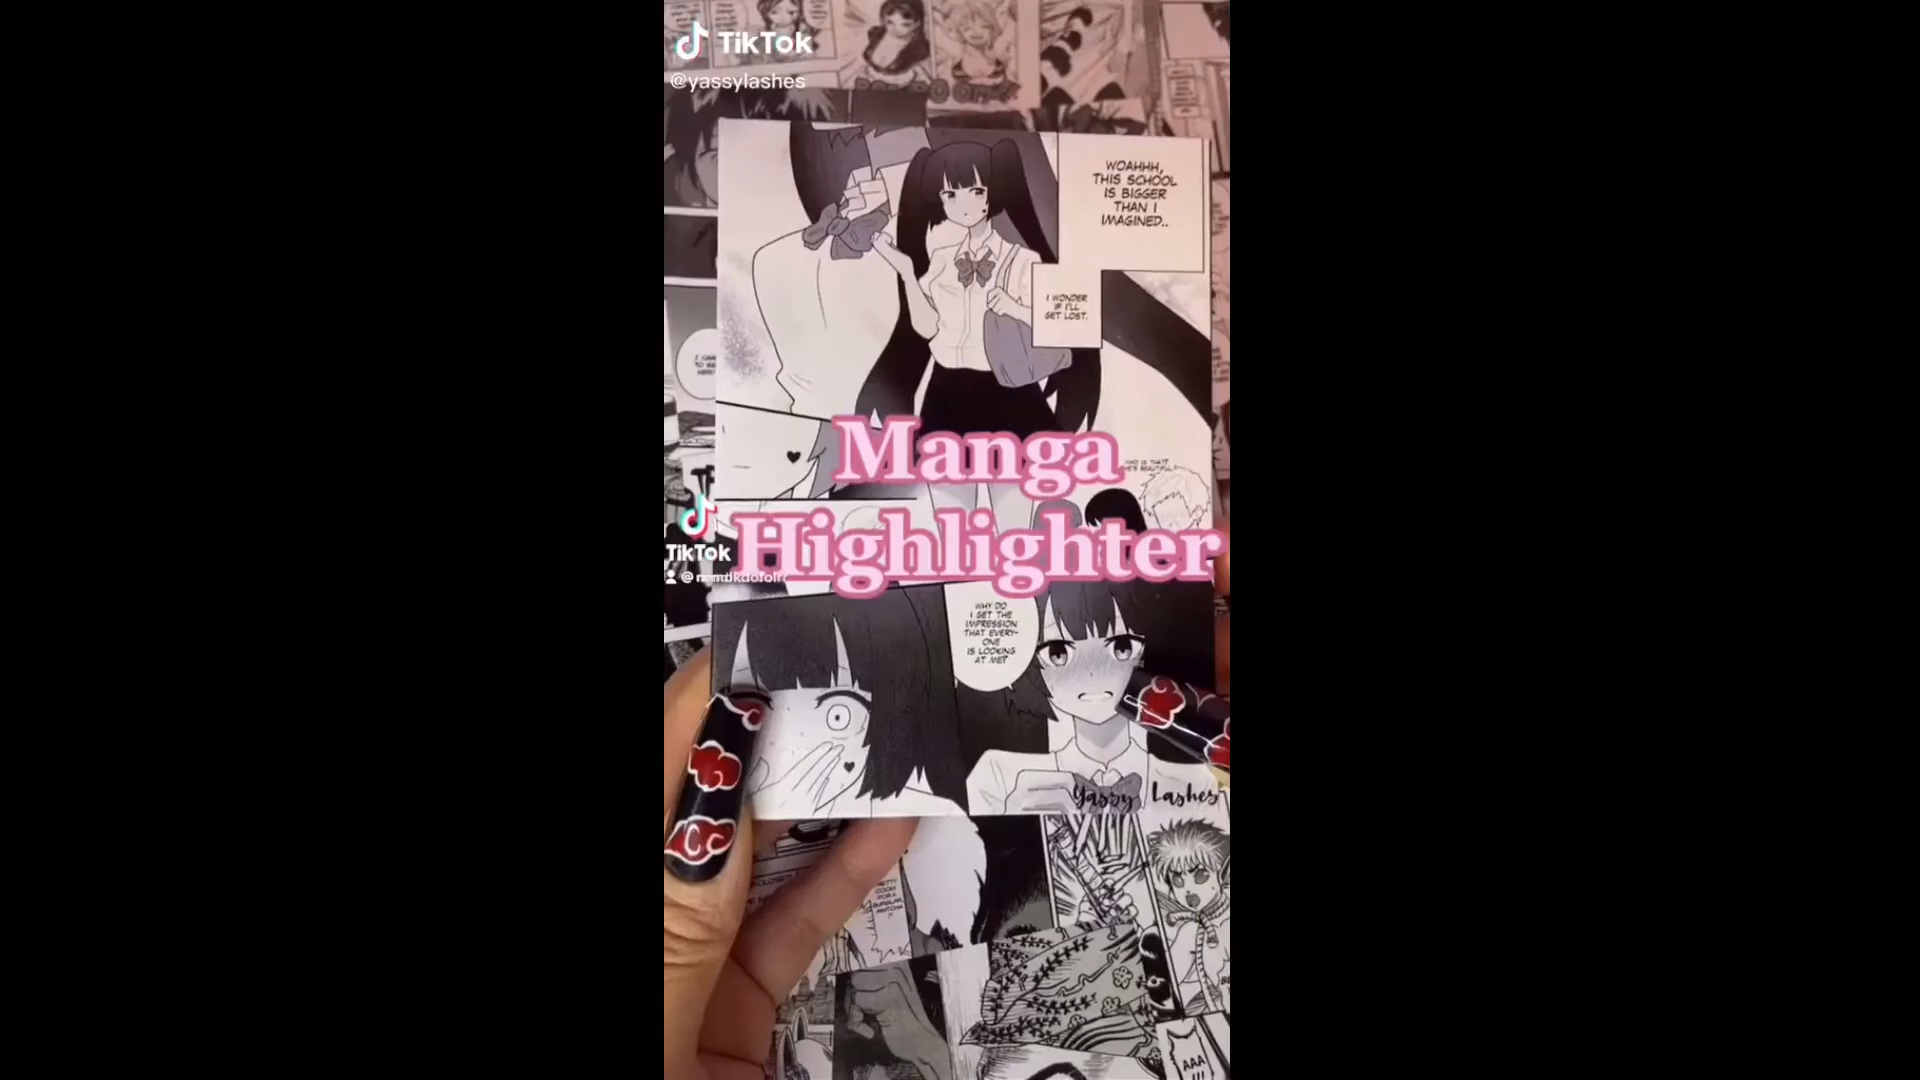 TikTok
@yassylashes
WOAHHH,
THIS SCHOOL
IS BIGGER
THAN I
IMAGINED..
I WONDER
IF I'LL
GET LOST.
Manga
Highlighter
TikTok
WHY DO
I GET THE
IMPRESSION
THAT EVERY-
ONE
IS LOOKING
AT ME?
Yassy Lashes
AAA
!!!